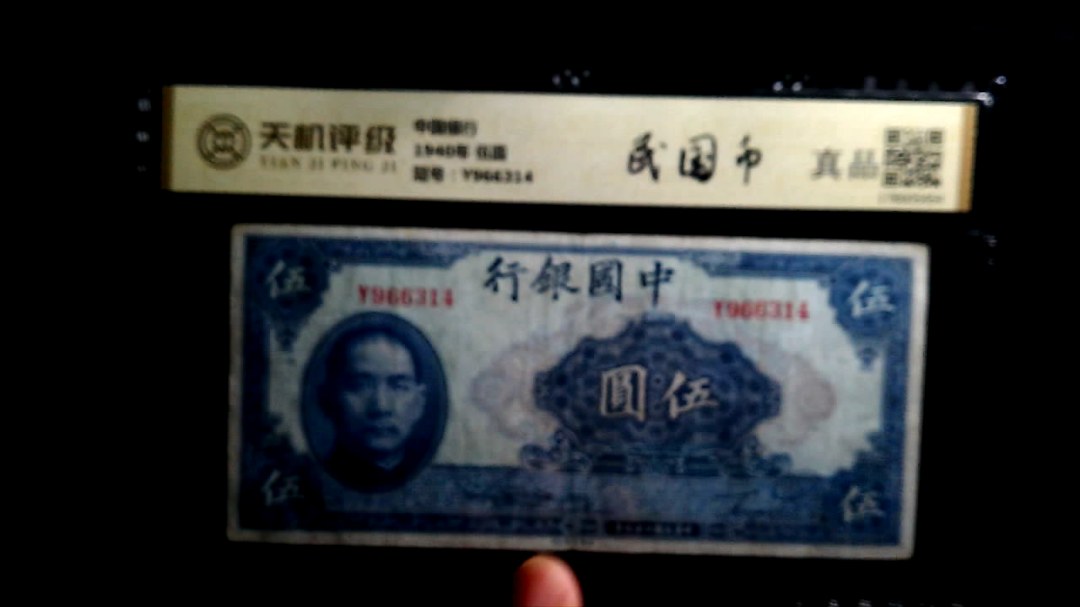 天机评级
TIAN JI PING JI
中国银行
1940年 伍圆
冠号:Y966314
民国币
真品
行銀國中
伍
伍
Y966314
Y966314
圓伍
伍
伍